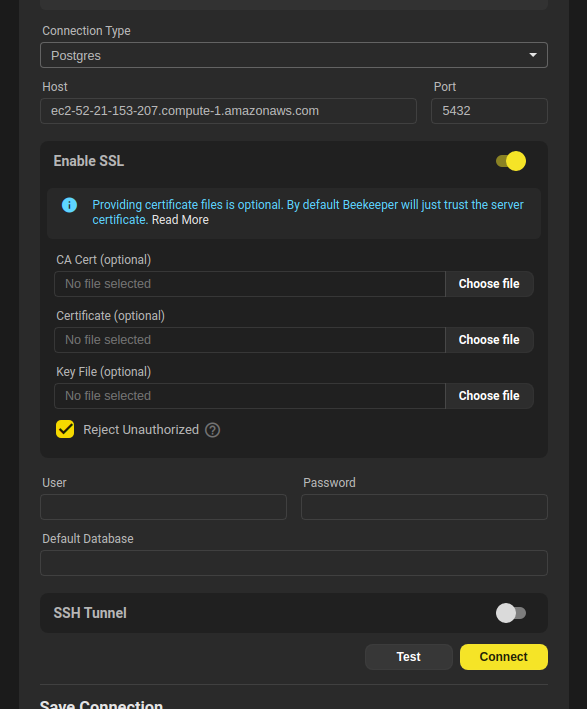 Connection Type
Postgres
Host
Port
ec2-52-21-153-207.compute-1.amazonaws.com
5432
Enable SSL
Providing certificate files is optional. By default Beekeeper will just trust the server
certificate. Read More
CA Cert (optional)
No file selected
Choose file
Certificate (optional)
No file selected
Choose file
Key File (optional)
No file selected
Choose file
Reject Unauthorized
User
Password
Default Database
SSH Tunnel
Test
Connect
Save Connection